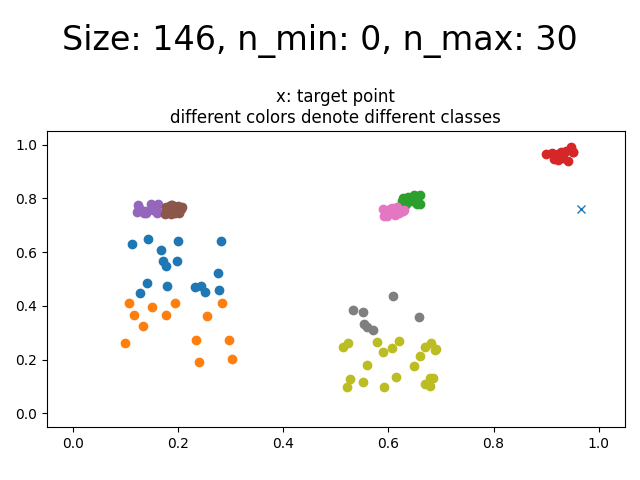 Size: 146, n_min: 0, n_max: 30
x: target point
different colors denote different classes
1.0
0.8
0.6
0.4
0.2
0.0
0.0 0.2 0.4 0.6 0.8 1.0